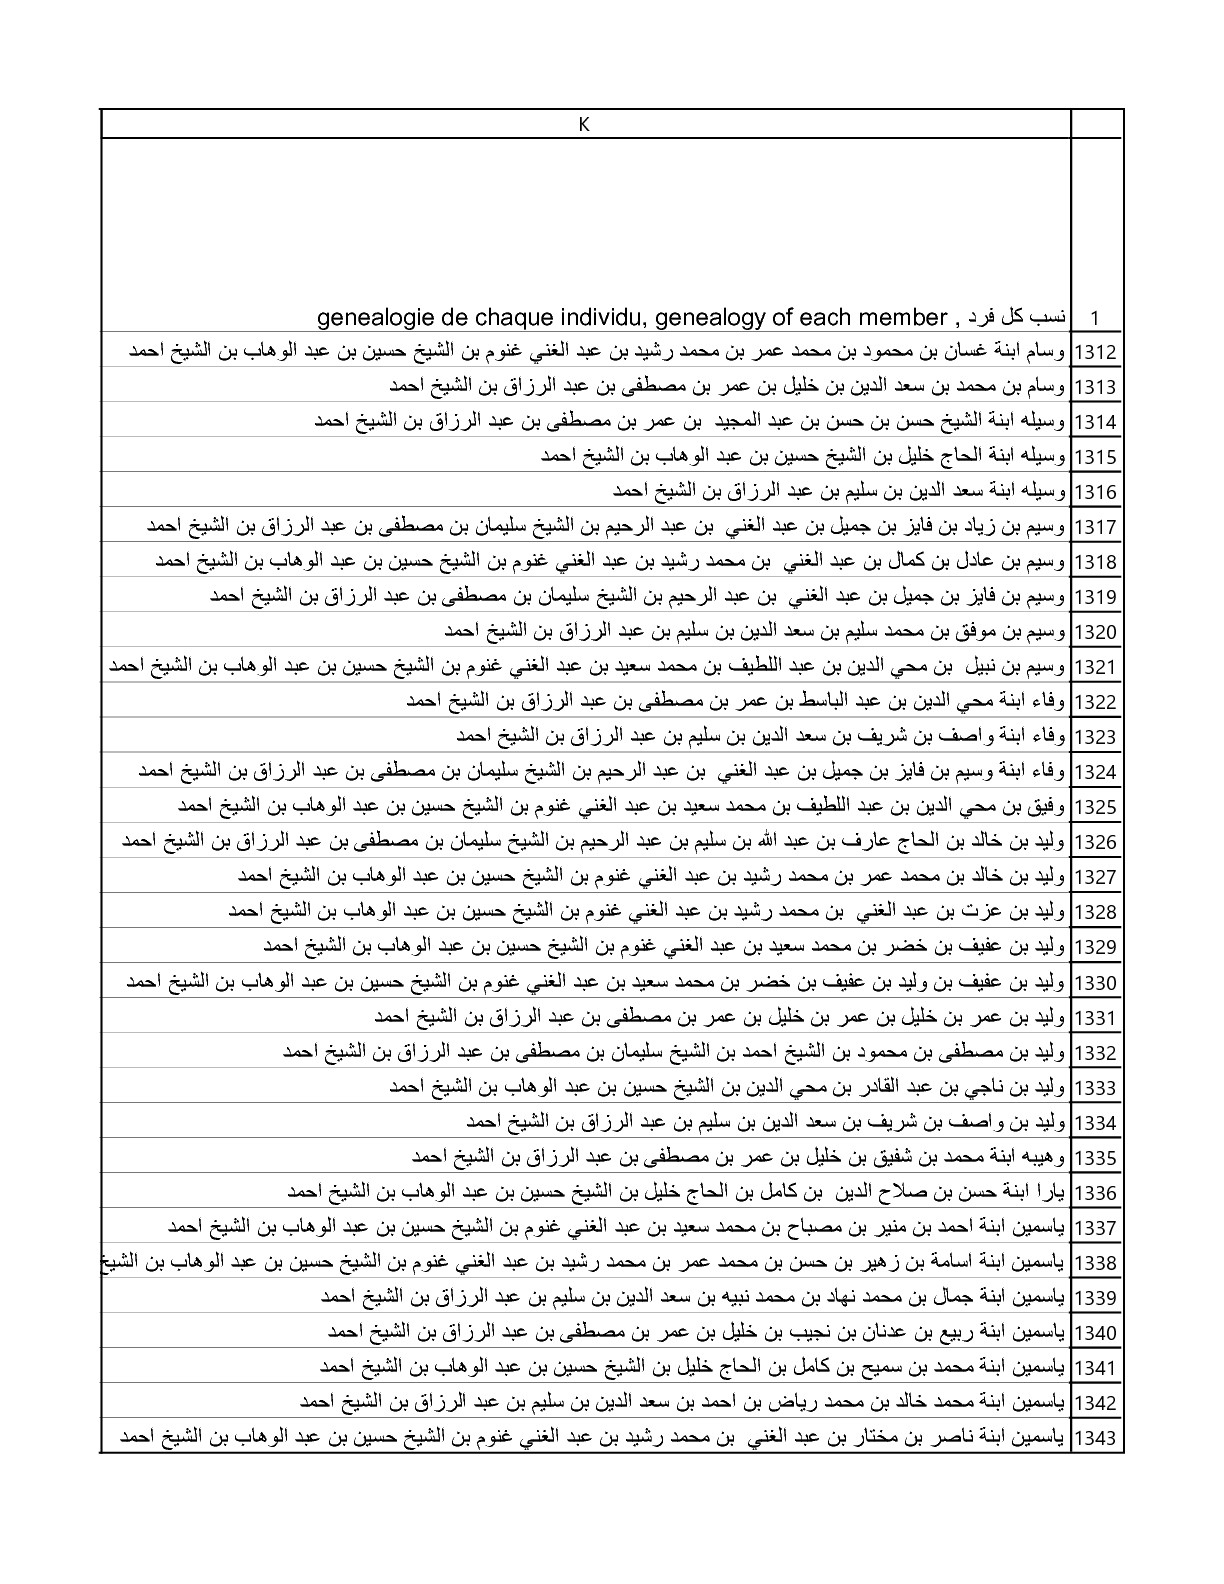 K
1 نسب كل فرد , genealogie de chaque individu, genealogy of each member
1312 وسام ابنة غسان بن محمود بن محمد عمر بن محمد رشيد بن عبد الغني غنوم بن الشيخ حسين بن عبد الوهاب بن الشيخ احمد
1313 وسام بن محمد بن سعد الدين بن خليل بن عمر بن مصطفى بن عبد الرزاق بن الشيخ احمد
1314 وسيله ابنة الشيخ حسن بن حسن بن عبد المجيد بن عمر بن مصطفى بن عبد الرزاق بن الشيخ احمد
1315 وسيله ابنة الحاج خليل بن الشيخ حسين بن عبد الوهاب بن الشيخ احمد
1316 وسيله ابنة سعد الدين بن سليم بن عبد الرزاق بن الشيخ احمد
1317 وسيم بن زياد بن فايز بن جميل بن عبد الغني بن عبد الرحيم بن الشيخ سليمان بن مصطفى بن عبد الرزاق بن الشيخ احمد
1318 وسيم بن عادل بن كمال بن عبد الغني بن محمد رشيد بن عبد الغني غنوم بن الشيخ حسين بن عبد الوهاب بن الشيخ احمد
1319 وسيم بن فايز بن جميل بن عبد الغني بن عبد الرحيم بن الشيخ سليمان بن مصطفى بن عبد الرزاق بن الشيخ احمد
1320 وسيم بن موفق بن محمد سليم بن سعد الدين بن سليم بن عبد الرزاق بن الشيخ احمد
1321 وسيم بن نبيل بن محي الدين بن عبد اللطيف بن محمد سعيد بن عبد الغني غنوم بن الشيخ حسين بن عبد الوهاب بن الشيخ احمد
1322 وفاء ابنة محي الدين بن عبد الباسط بن عمر بن مصطفى بن عبد الرزاق بن الشيخ احمد
1323 وفاء ابنة واصف بن شريف بن سعد الدين بن سليم بن عبد الرزاق بن الشيخ احمد
1324 وفاء ابنة وسيم بن فايز بن جميل بن عبد الغني بن عبد الرحيم بن الشيخ سليمان بن مصطفى بن عبد الرزاق بن الشيخ احمد
1325 وفيق بن محي الدين بن عبد اللطيف بن محمد سعيد بن عبد الغني غنوم بن الشيخ حسين بن عبد الوهاب بن الشيخ احمد
1326 وليد بن خالد بن الحاج عارف بن عبد الله بن سليم بن عبد الرحيم بن الشيخ سليمان بن مصطفى بن عبد الرزاق بن الشيخ احمد
1327 وليد بن خالد بن محمد عمر بن محمد رشيد بن عبد الغني غنوم بن الشيخ حسين بن عبد الوهاب بن الشيخ احمد
1328 وليد بن عزت بن عبد الغني بن محمد رشيد بن عبد الغني غنوم بن الشيخ حسين بن عبد الوهاب بن الشيخ احمد
1329 وليد بن عفيف بن خضر بن محمد سعيد بن عبد الغني غنوم بن الشيخ حسين بن عبد الوهاب بن الشيخ احمد
1330 وليد بن عفيف بن وليد بن عفيف بن خضر بن محمد سعيد بن عبد الغني غنوم بن الشيخ حسين بن عبد الوهاب بن الشيخ احمد
1331 وليد بن عمر بن خليل بن عمر بن خليل بن عمر بن مصطفى بن عبد الرزاق بن الشيخ احمد
1332 وليد بن مصطفى بن محمود بن الشيخ احمد بن الشيخ سليمان بن مصطفى بن عبد الرزاق بن الشيخ احمد
1333 وليد بن ناجي بن عبد القادر بن محي الدين بن الشيخ حسين بن عبد الوهاب بن الشيخ احمد
1334 وليد بن واصف بن شريف بن سعد الدين بن سليم بن عبد الرزاق بن الشيخ احمد
1335 وهيبه ابنة محمد بن شفيق بن خليل بن عمر بن مصطفى بن عبد الرزاق بن الشيخ احمد
1336 يارا ابنة حسن بن صلاح الدين بن كامل بن الحاج خليل بن الشيخ حسين بن عبد الوهاب بن الشيخ احمد
1337 ياسمين ابنة احمد بن منير بن مصباح بن محمد سعيد بن عبد الغني غنوم بن الشيخ حسين بن عبد الوهاب بن الشيخ احمد
1338 ياسمين ابنة اسامة بن زهير بن حسن بن محمد عمر بن محمد رشيد بن عبد الغني غنوم بن الشيخ حسين بن عبد الوهاب بن الشيخ
1339 ياسمين ابنة جمال بن محمد نهاد بن محمد نبيه بن سعد الدين بن سليم بن عبد الرزاق بن الشيخ احمد
1340 ياسمين ابنة ربيع بن عدنان بن نجيب بن خليل بن عمر بن مصطفى بن عبد الرزاق بن الشيخ احمد
1341 ياسمين ابنة محمد بن سميح بن كامل بن الحاج خليل بن الشيخ حسين بن عبد الوهاب بن الشيخ احمد
1342 ياسمين ابنة محمد خالد بن محمد رياض بن احمد بن سعد الدين بن سليم بن عبد الرزاق بن الشيخ احمد
1343 ياسمين ابنة ناصر بن مختار بن عبد الغني بن محمد رشيد بن عبد الغني غنوم بن الشيخ حسين بن عبد الوهاب بن الشيخ احمد